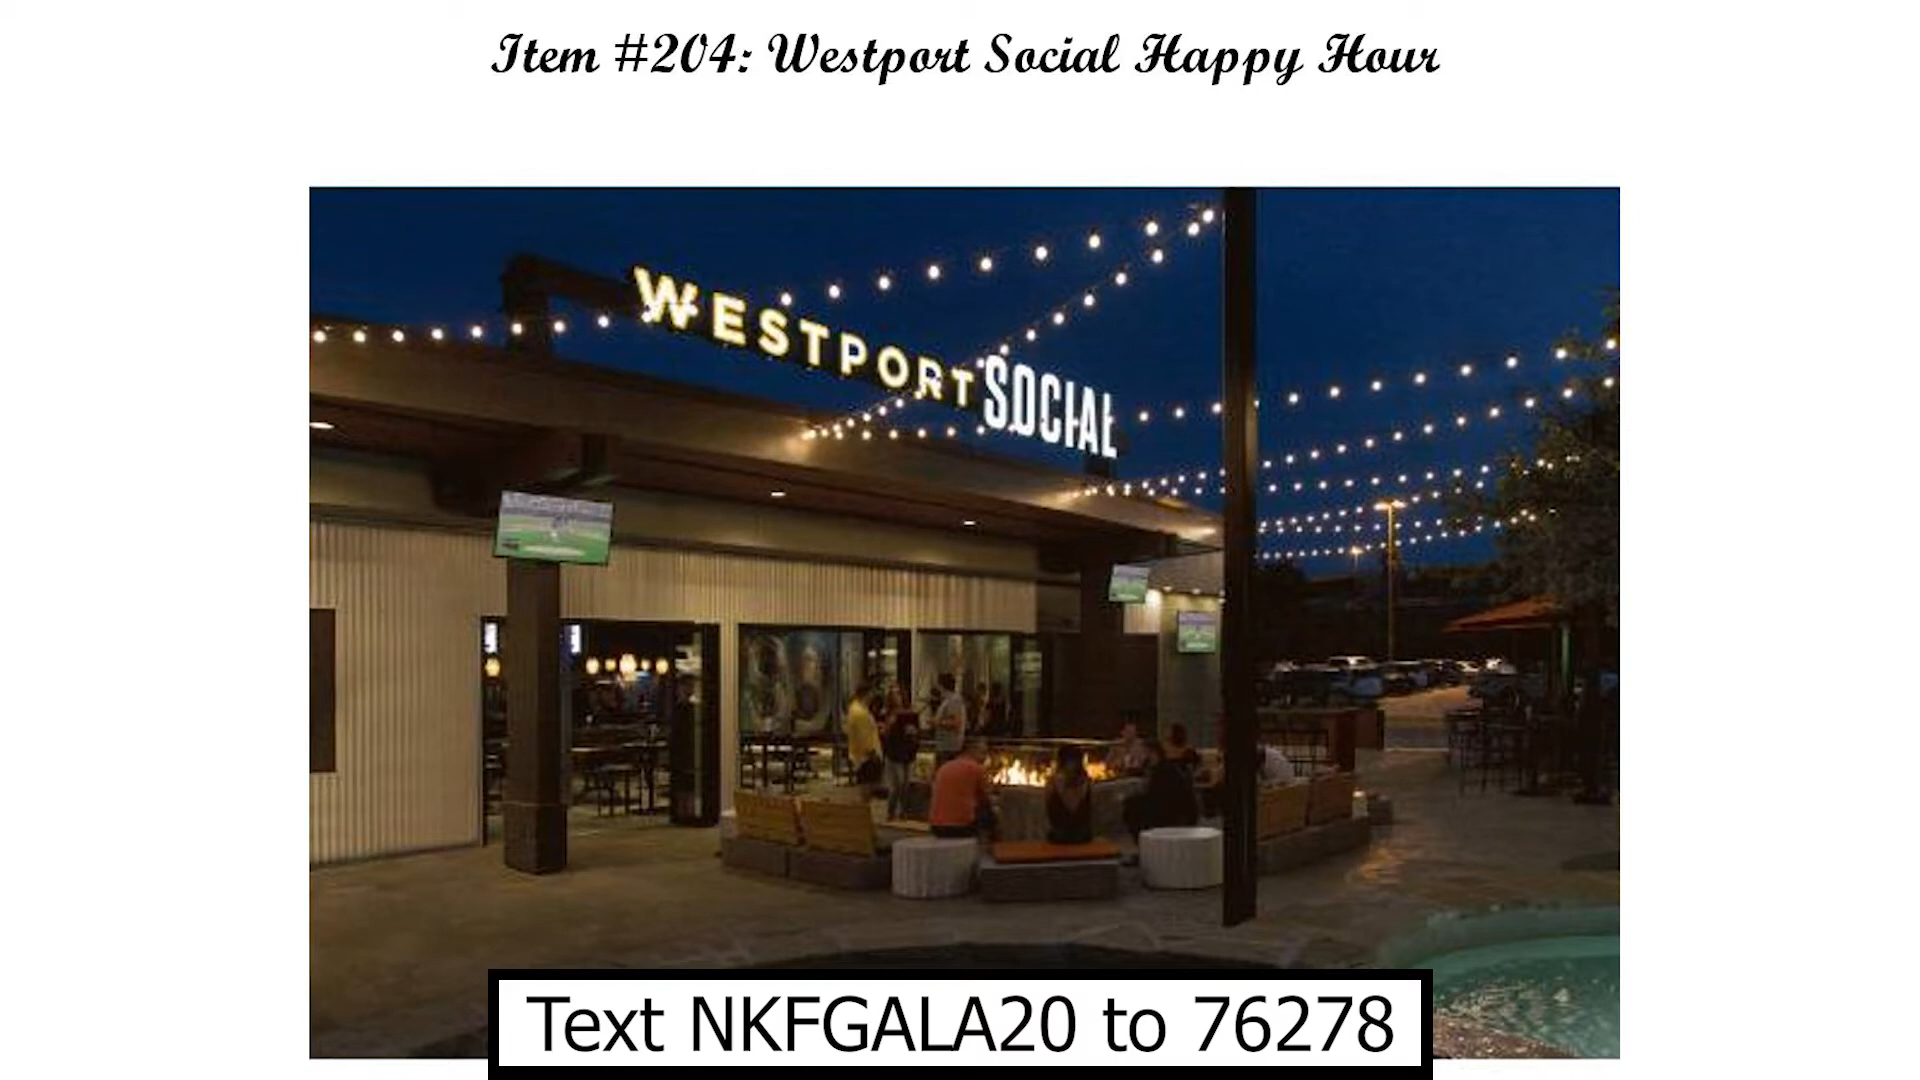 Item #204: Westport Social Happy Hour
WESTPORT SOCIAL
Text NKFGALA20 to 76278